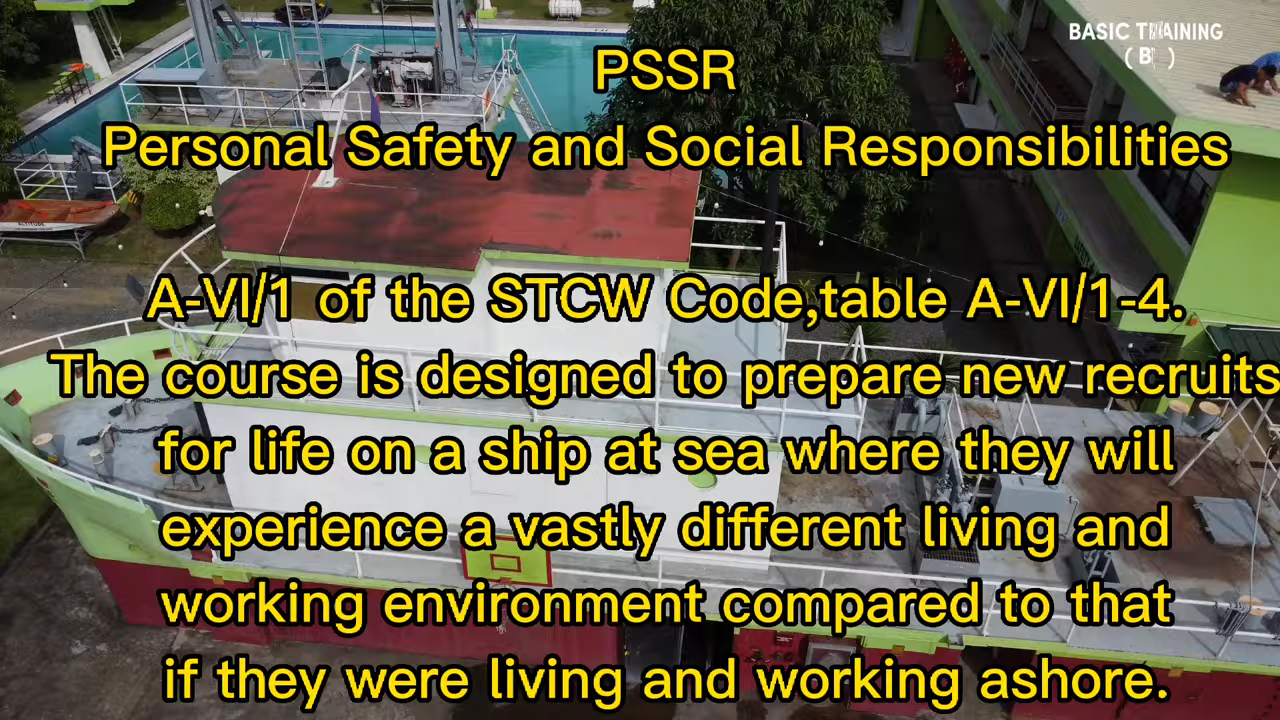 BASIC TRAINING
PSSR
Personal Safety and Social Responsibilities
A-VI/1 of the STCW Code,table A-VI/1-4.
The course is designed to prepare new recruits
for life on a ship at sea where they will
experience a vastly different living and
working environment compared to that
if they were living and working ashore.